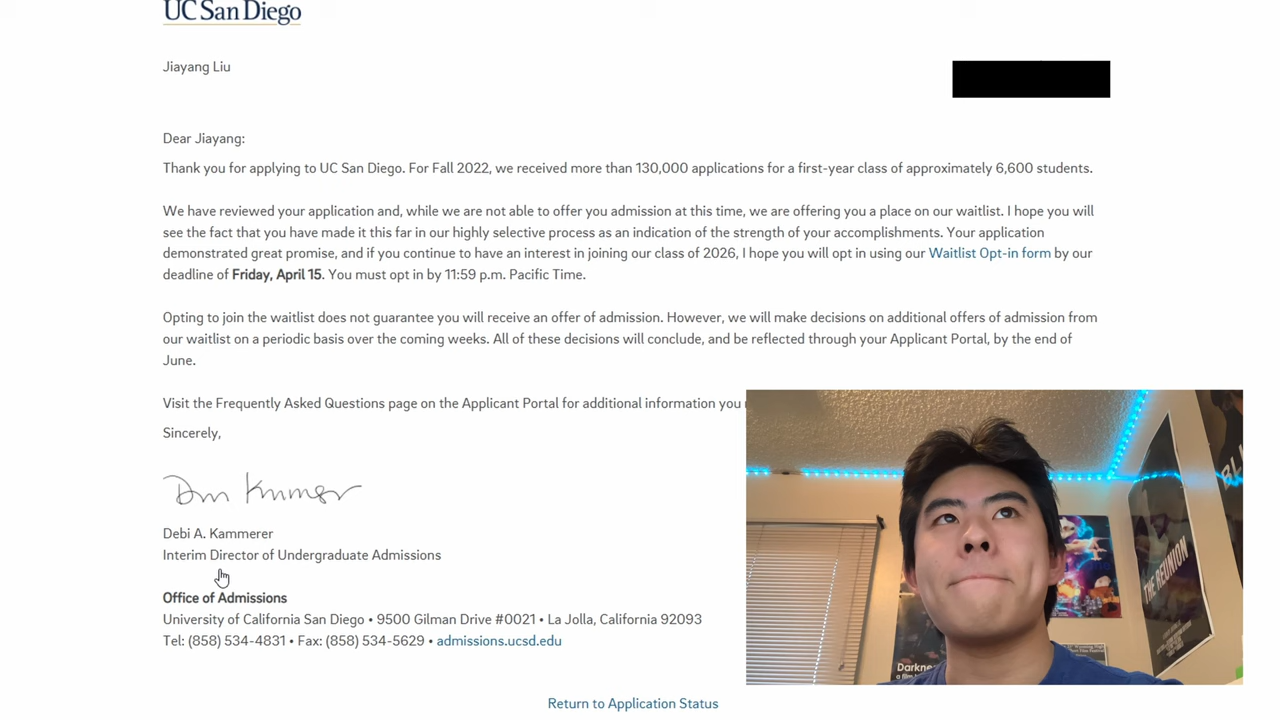 UC San Diego
Jiayang Liu
Dear Jiayang:
Thank you for applying to UC San Diego. For Fall 2022, we received more than 130,000 applications for a first-year class of approximately 6,600 students.
We have reviewed your application and, while we are not able to offer you admission at this time, we are offering you a place on our waitlist. I hope you will
see the fact that you have made it this far in our highly selective process as an indication of the strength of your accomplishments. Your application
demonstrated great promise, and if you continue to have an interest in joining our class of 2026, I hope you will opt in using our Waitlist Opt-in form by our
deadline of Friday, April 15. You must opt in by 11:59 p.m. Pacific Time.
Opting to join the waitlist does not guarantee you will receive an offer of admission. However, we will make decisions on additional offers of admission from
our waitlist on a periodic basis over the coming weeks. All of these decisions will conclude, and be reflected through your Applicant Portal, by the end of
June.
Visit the Frequently Asked Questions page on the Applicant Portal for additional information you
Sincerely,
Debi A. Kammerer
Interim Director of Undergraduate Admissions
Office of Admissions
University of California San Diego • 9500 Gilman Drive #0021 • La Jolla, California 92093
Tel: (858) 534-4831 • Fax: (858) 534-5629 • admissions.ucsd.edu
Return to Application Status
THE REUNION
Darkne
a film